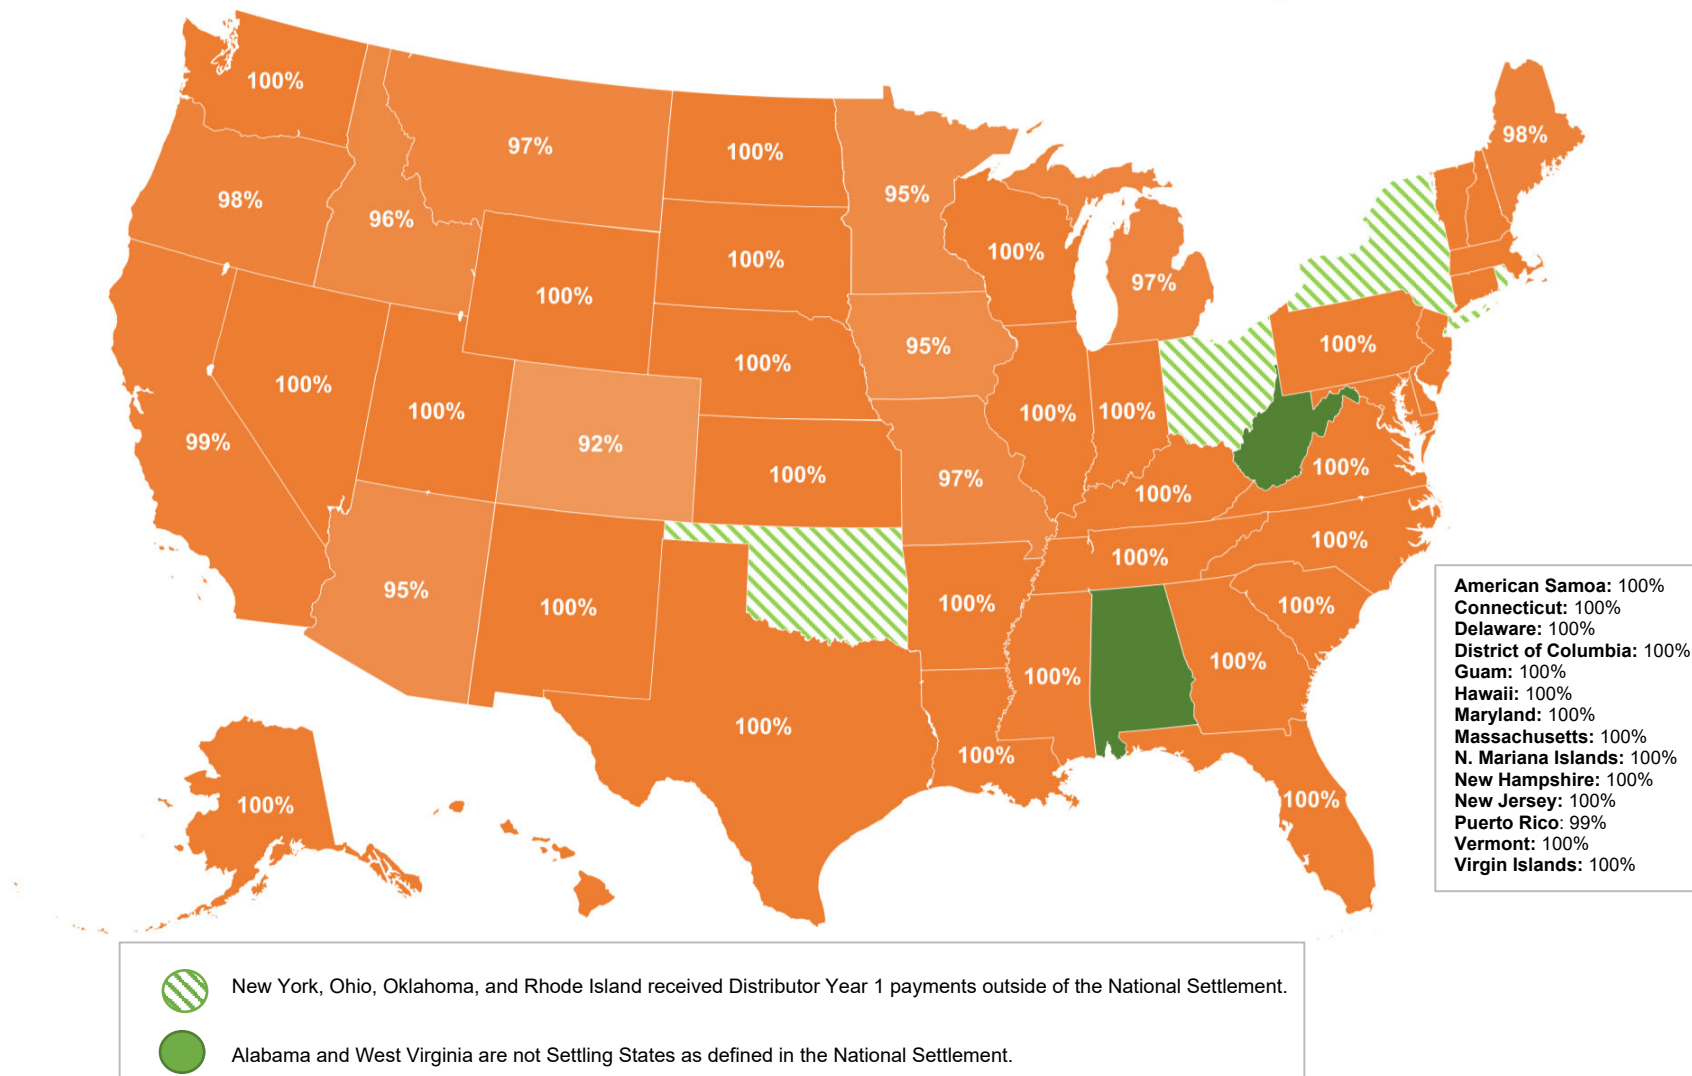 100%
98%
97%
100%
95%
98%
96%
100%
100%
97%
100%
100%
95%
100%
100%
99%
100%
100%
92%
100%
97%
100%
100%
100%
100%
100%
100%
95%
100%
100%
100%
100%
100%
100%
100%
100%
100%
100%
American Samoa: 100%
Connecticut: 100%
Delaware: 100%
District of Columbia: 100%
Guam: 100%
Hawaii: 100%
Maryland: 100%
Massachusetts: 100%
N. Mariana Islands: 100%
New Hampshire: 100%
New Jersey: 100%
Puerto Rico: 99%
Vermont: 100%
Virgin Islands: 100%
New York, Ohio, Oklahoma, and Rhode Island received Distributor Year 1 payments outside of the National Settlement.
Alabama and West Virginia are not Settling States as defined in the National Settlement.